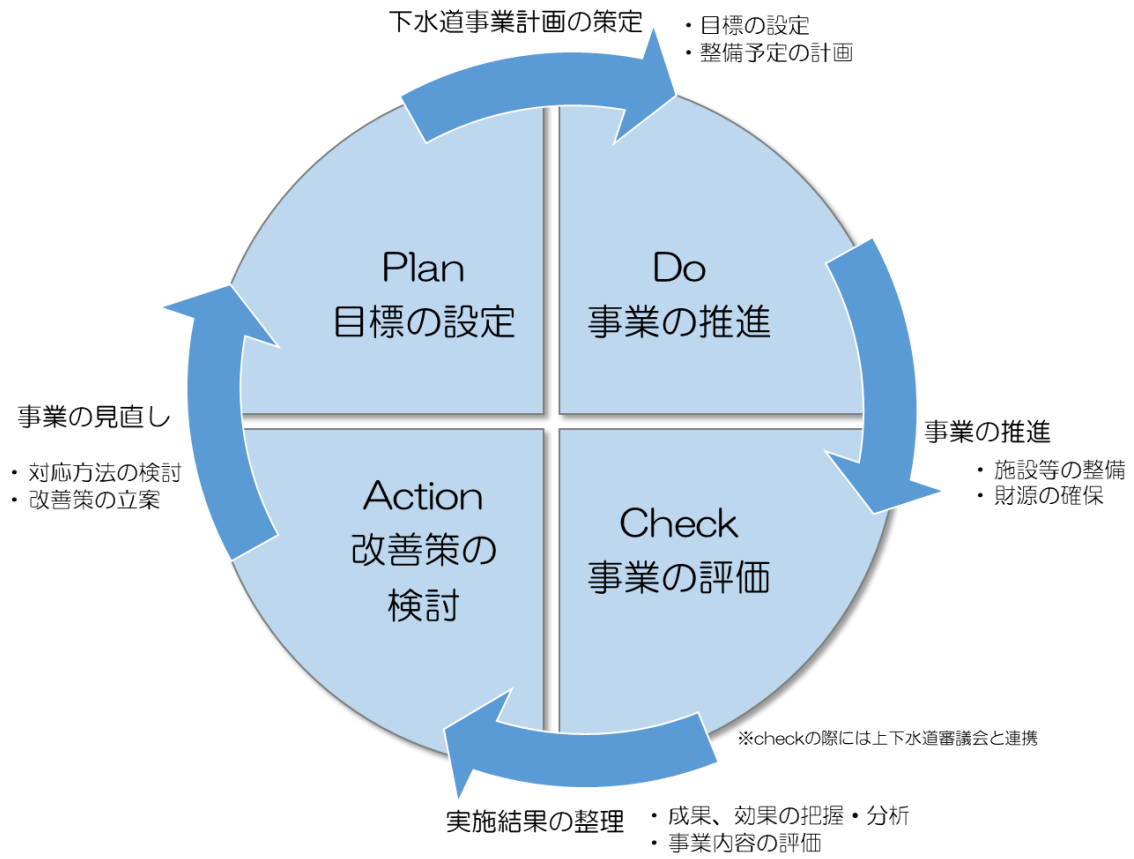 下水道事業計画の策定
・目標の設定
・整備予定の計画
Plan
目標の設定
Do
事業の推進
事業の見直し
・対応方法の検討
・改善策の立案
事業の推進
・施設等の整備
・財源の確保
Action
改善策の
検討
Check
事業の評価
※checkの際には上下水道審議会と連携
実施結果の整理
・成果、効果の把握・分析
・事業内容の評価